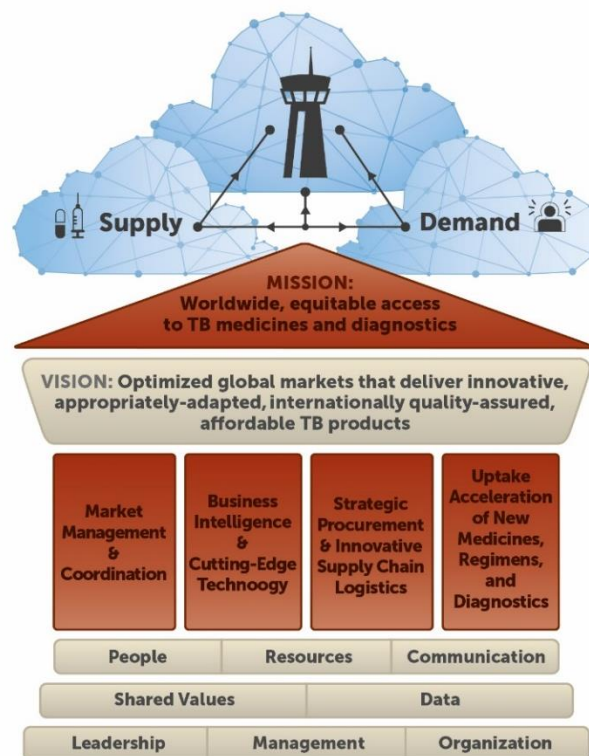 Supply
Demand
MISSION:
Worldwide, equitable access
to TB medicines and diagnostics
VISION: Optimized global markets that deliver innovative,
appropriately-adapted, internationally quality-assured,
affordable TB products
Market
Management
&
Coordination
Business
Intelligence
&
Cutting-Edge
Technoogy
Strategic
Procurement
& Innovative
Supply Chain
Logistics
Uptake
Acceleration
of New
Medicines,
Regimens,
and
Diagnostics
People
Resources
Communication
Shared Values
Data
Leadership
Management
Organization